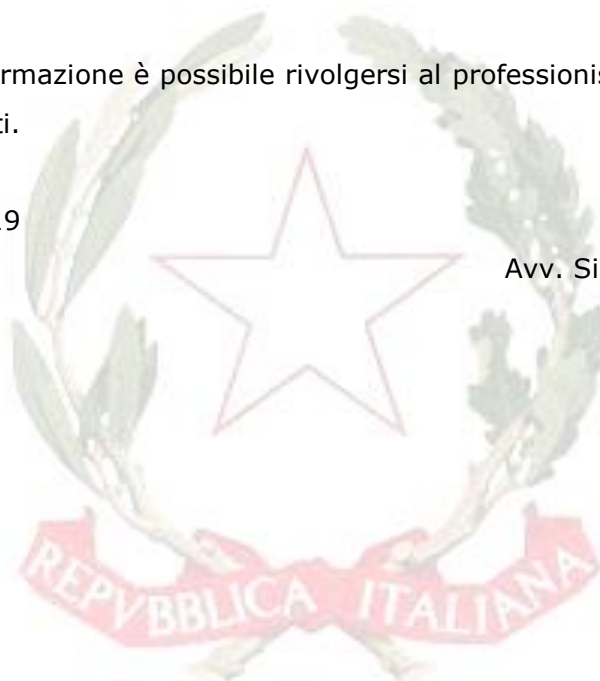 rmazione è possibile rivolgersi al professionis
ti.
19
Avv. Si
REPVBBLICA ITALIANA